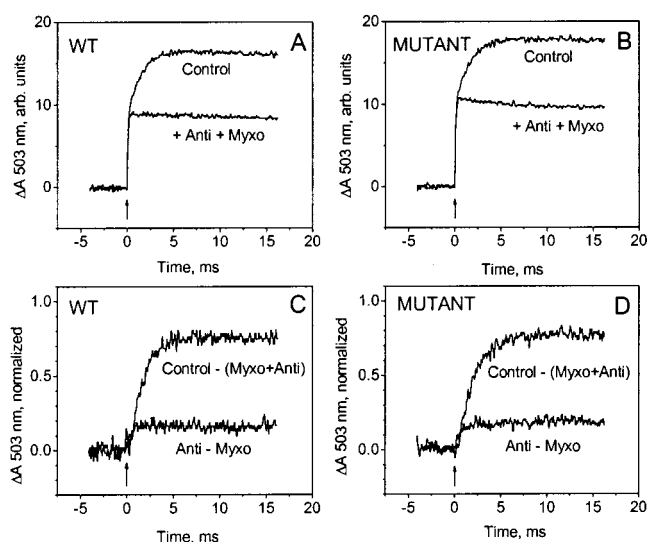 WT
A
Control
+ Anti + Myxo
ΔA 503 nm, arb. units
20
10
0
-5 0 5 10 15 20
Time, ms
MUTANT
B
Control
+ Anti + Myxo
ΔA 503 nm, arb. units
20
10
0
-5 0 5 10 15 20
Time, ms
WT
C
Control - (Myxo+Anti)
Anti - Myxo
ΔA 503 nm, normalized
1.0
0.5
0.0
-5 0 5 10 15 20
Time, ms
MUTANT
D
Control - (Myxo+Anti)
Anti - Myxo
ΔA 503 nm, normalized
1.0
0.5
0.0
-5 0 5 10 15 20
Time, ms